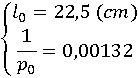 l₀ = 22,5 (cm)
1/p₀ = 0,00132